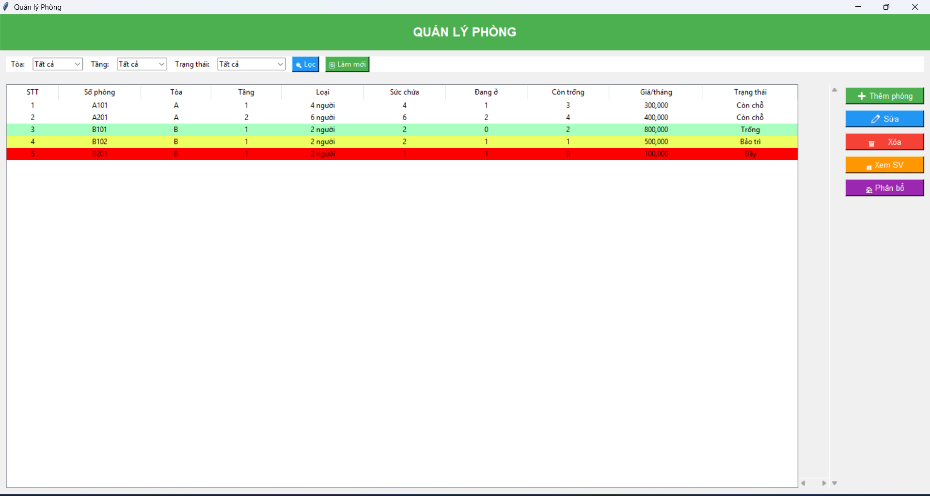 Quản lý Phòng
QUẢN LÝ PHÒNG
Tòa: Tất cả Tầng: Tất cả Trạng thái: Tất cả Lọc Làm mới
STT Số phòng Tòa Tầng Loại Sức chứa Đang ở Còn trống Giá/tháng Trạng thái
1 A101 A 1 4 người 4 1 3 300,000 Còn chỗ
2 A201 A 2 6 người 6 2 4 400,000 Còn chỗ
3 B101 B 1 2 người 2 0 2 800,000 Trống
4 B102 B 1 2 người 2 1 1 500,000 Bảo trì
B201 B 1 2 người 1 1 0 100,000 Đầy
Thêm phòng
Sửa
Xóa
Xem SV
Phân bổ